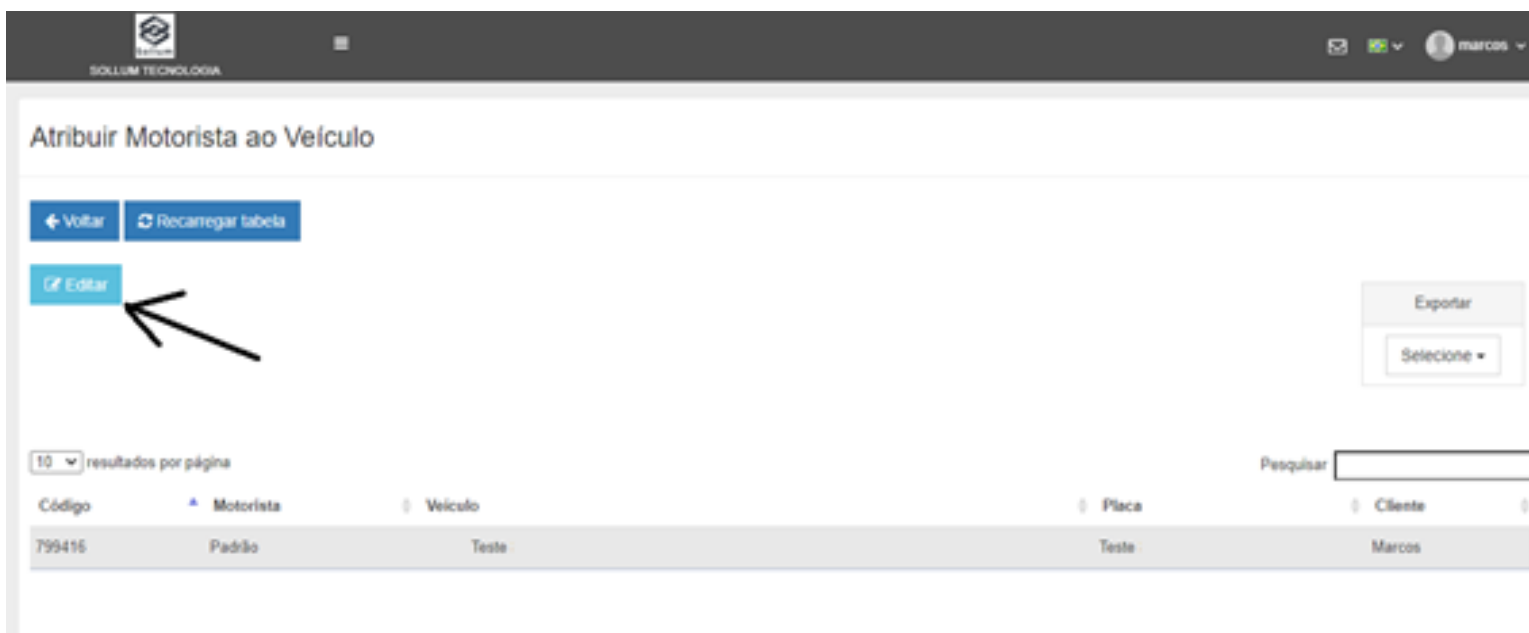 Sollum
SOLLUM TECNOLOGIA
marcos
Atribuir Motorista ao Veículo
Voltar Recarregar tabela
Editar
Exportar
Selecione
10 resultados por página
Pesquisar
Código Motorista Veículo Placa Cliente
799416 Padrão Teste Teste Marcos